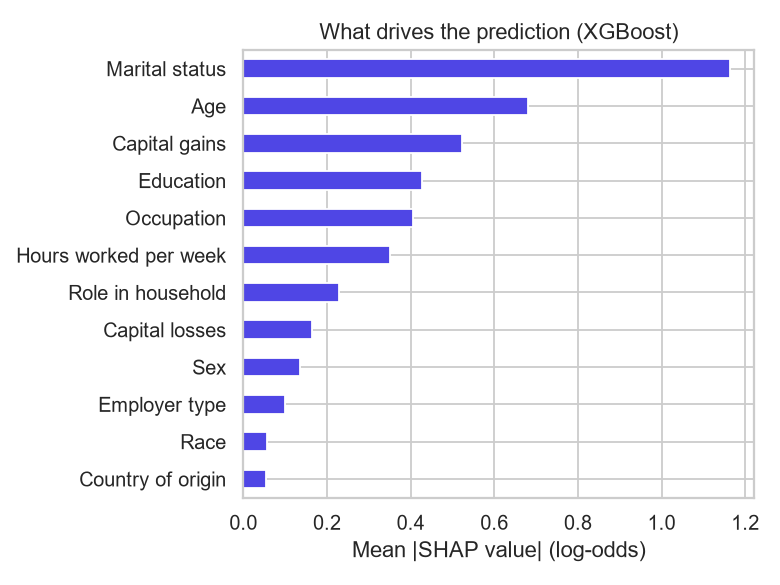 What drives the prediction (XGBoost)
Marital status
Age
Capital gains
Education
Occupation
Hours worked per week
Role in household
Capital losses
Sex
Employer type
Race
Country of origin
0.0 0.2 0.4 0.6 0.8 1.0 1.2
Mean |SHAP value| (log-odds)